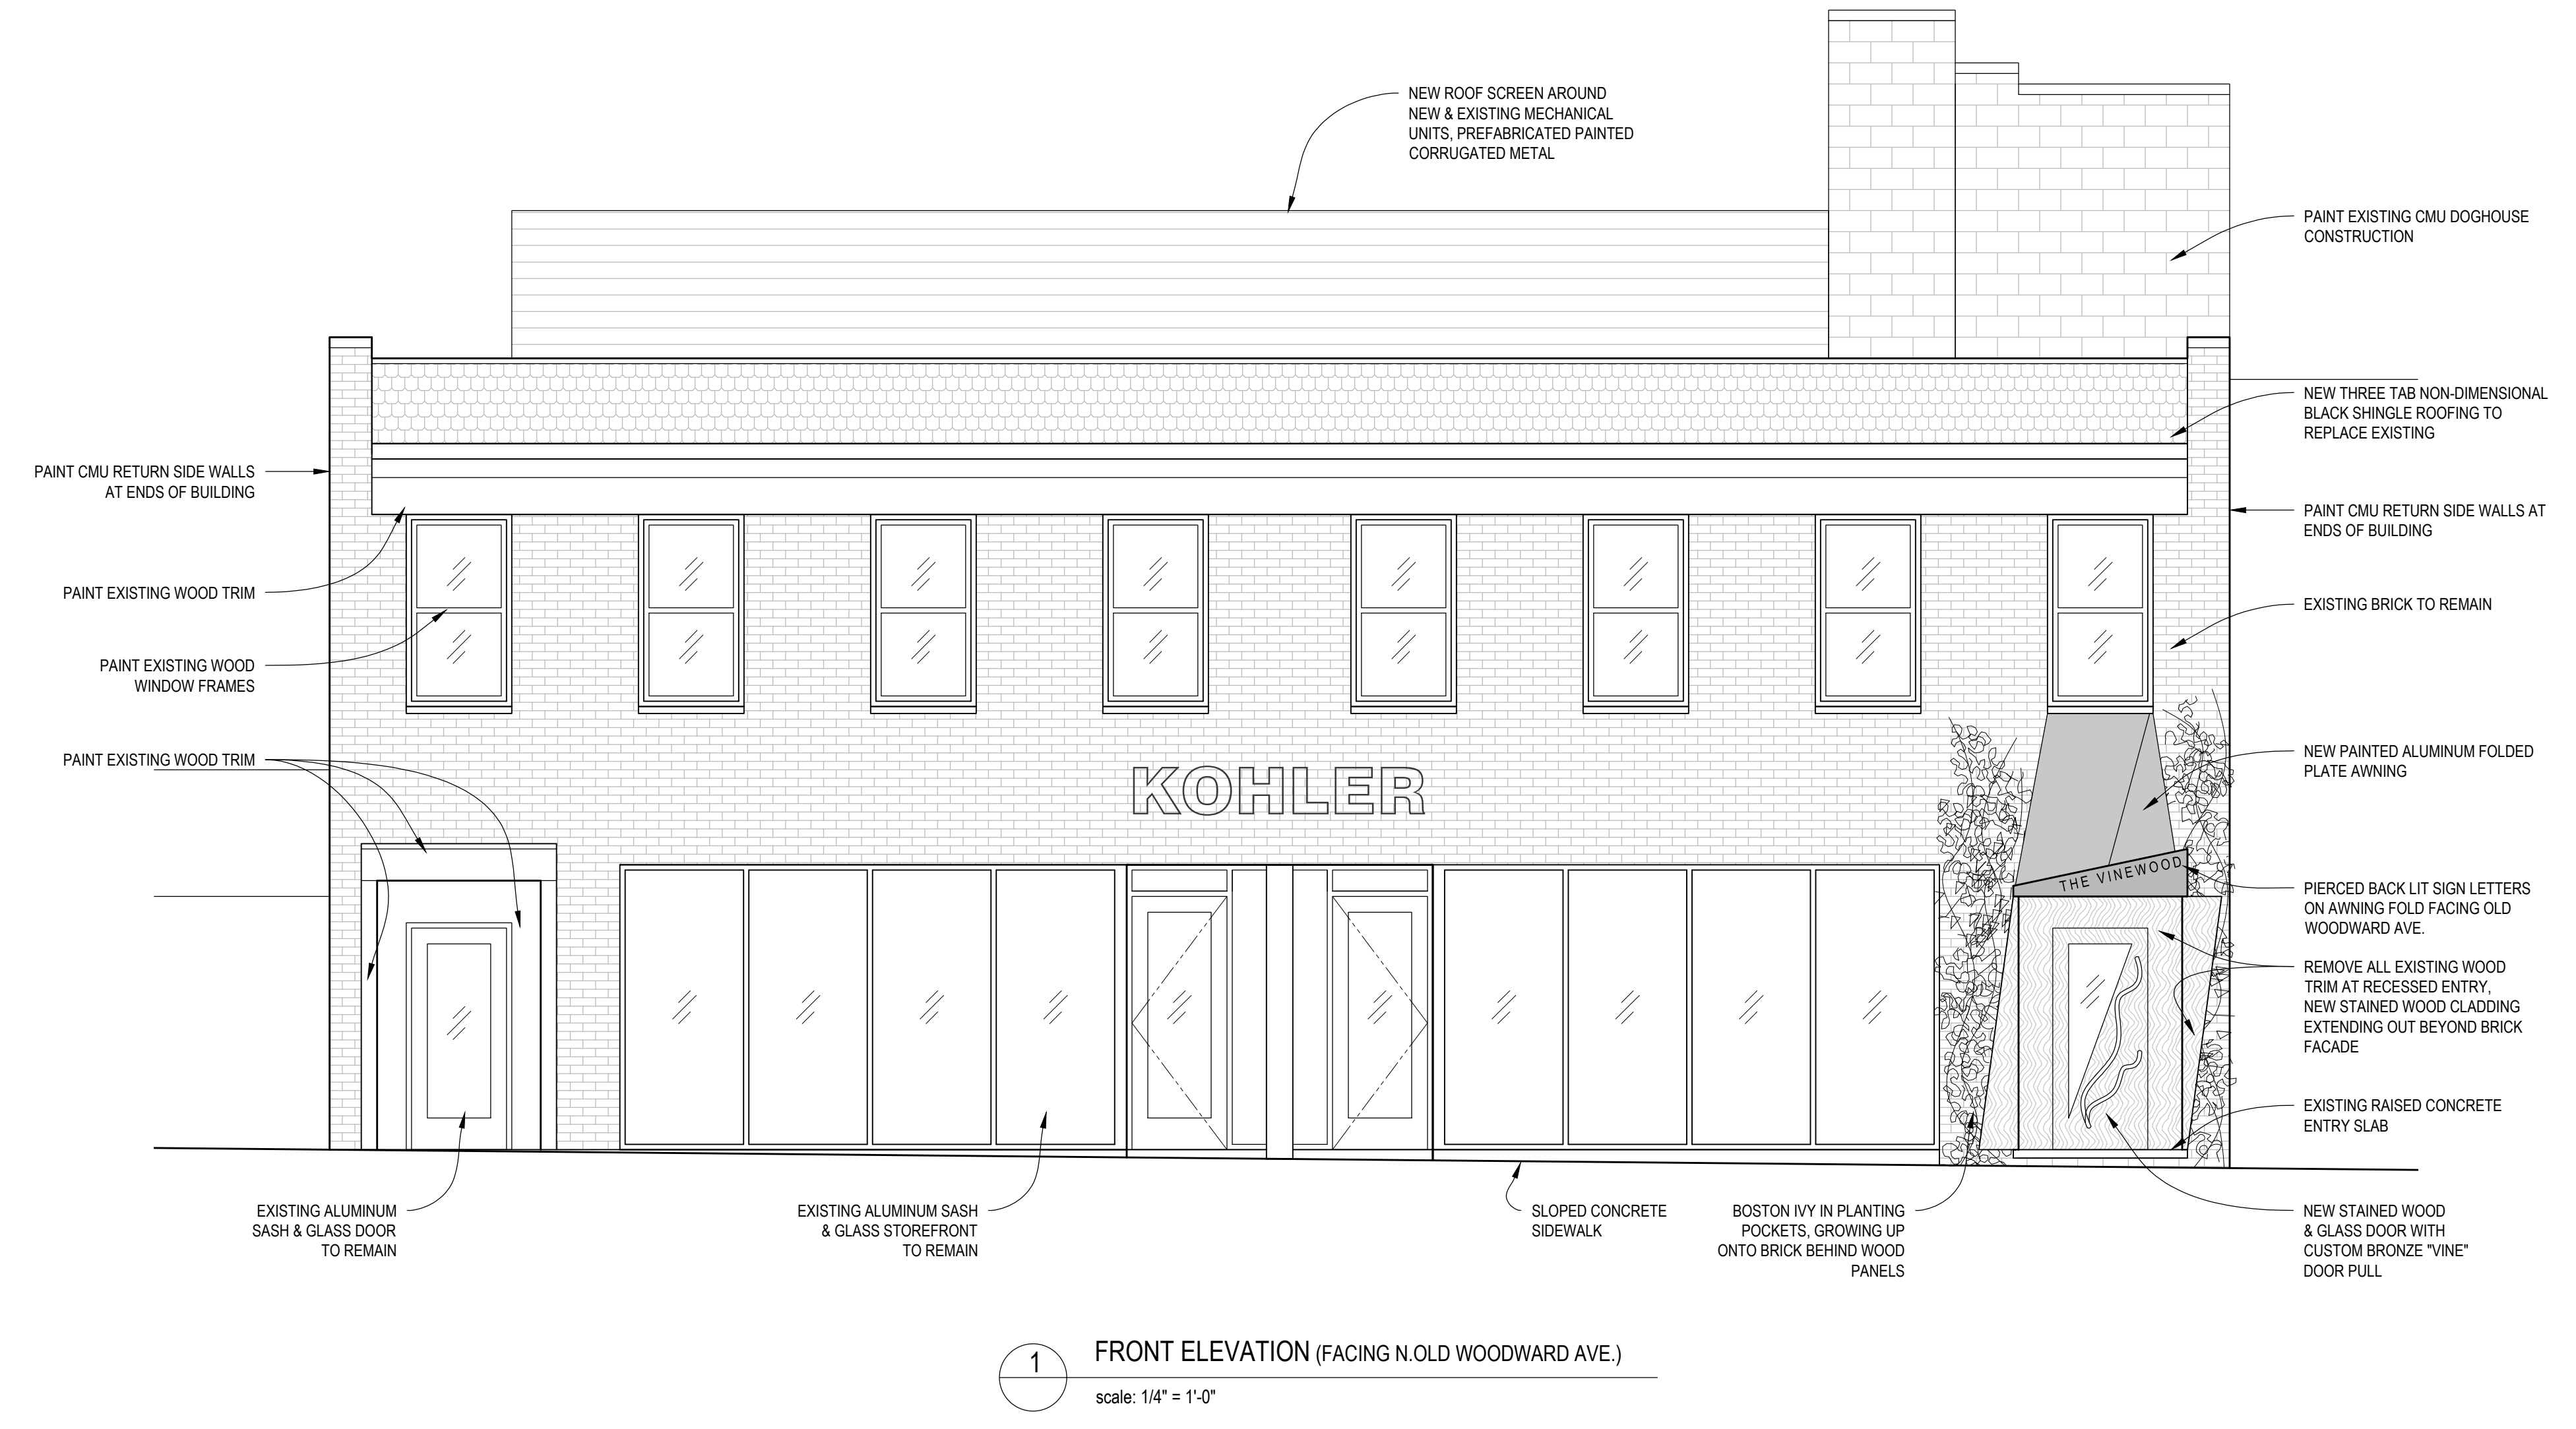 NEW ROOF SCREEN AROUND
NEW & EXISTING MECHANICAL
UNITS, PREFABRICATED PAINTED
CORRUGATED METAL
PAINT EXISTING CMU DOGHOUSE
CONSTRUCTION
NEW THREE TAB NON-DIMENSIONAL
BLACK SHINGLE ROOFING TO
REPLACE EXISTING
PAINT CMU RETURN SIDE WALLS
AT ENDS OF BUILDING
PAINT CMU RETURN SIDE WALLS AT
ENDS OF BUILDING
PAINT EXISTING WOOD TRIM
EXISTING BRICK TO REMAIN
PAINT EXISTING WOOD
WINDOW FRAMES
PAINT EXISTING WOOD TRIM
NEW PAINTED ALUMINUM FOLDED
PLATE AWNING
KOHLER
THE VINEWOOD
PIERCED BACK LIT SIGN LETTERS
ON AWNING FOLD FACING OLD
WOODWARD AVE.
REMOVE ALL EXISTING WOOD
TRIM AT RECESSED ENTRY,
NEW STAINED WOOD CLADDING
EXTENDING OUT BEYOND BRICK
FACADE
EXISTING RAISED CONCRETE
ENTRY SLAB
EXISTING ALUMINUM
SASH & GLASS DOOR
TO REMAIN
EXISTING ALUMINUM SASH
& GLASS STOREFRONT
TO REMAIN
SLOPED CONCRETE
SIDEWALK
BOSTON IVY IN PLANTING
POCKETS, GROWING UP
ONTO BRICK BEHIND WOOD
PANELS
NEW STAINED WOOD
& GLASS DOOR WITH
CUSTOM BRONZE "VINE"
DOOR PULL
1
FRONT ELEVATION (FACING N.OLD WOODWARD AVE.)
scale: 1/4" = 1'-0"